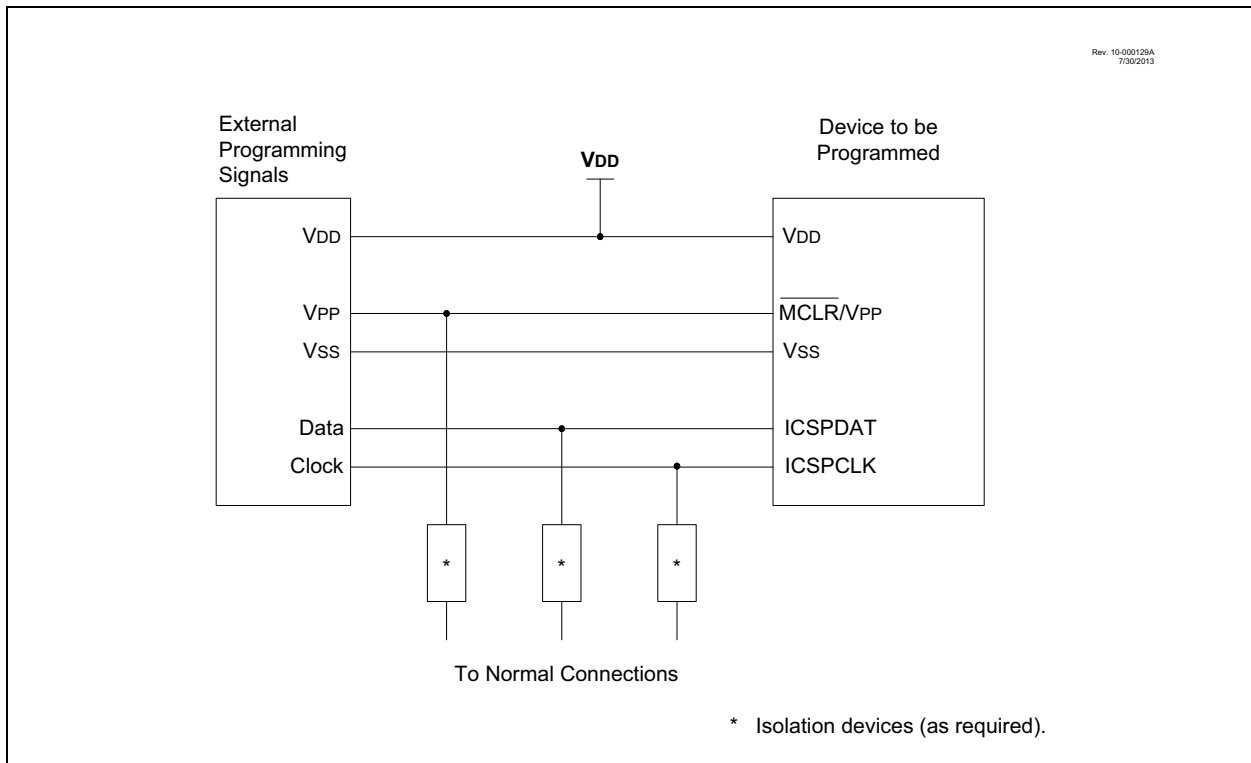 Rev. 10-000129A
7/30/2013
External
Programming
Signals
VDD
Device to be
Programmed
VDD
VPP
VSS
Data
Clock
VDD
MCLR/VPP
VSS
ICSPDAT
ICSPCLK
*
*
*
To Normal Connections
* Isolation devices (as required).